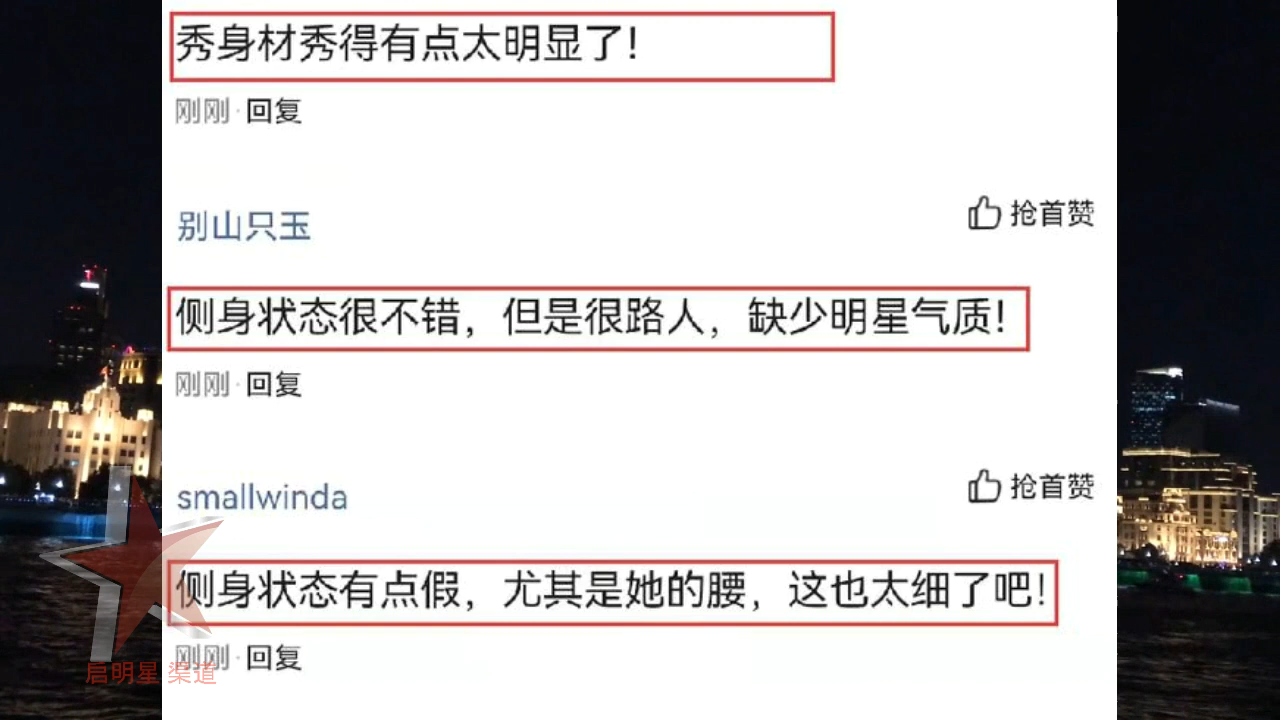 秀身材秀得有点太明显了!
刚刚·回复
别山只玉
抢首赞
侧身状态很不错，但是很路人，缺少明星气质!
刚刚·回复
smallwinda
抢首赞
侧身状态有点假，尤其是她的腰，这也太细了吧!
刚刚·回复
启明星 渠道